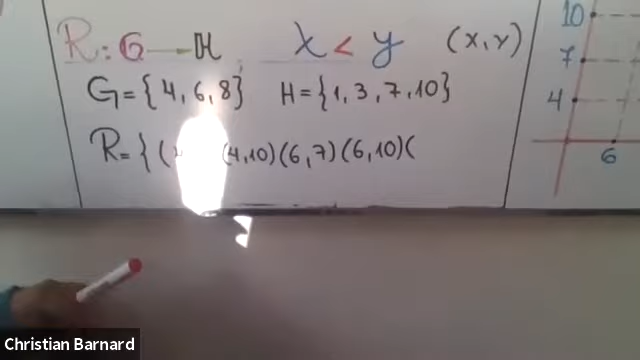 R: G → H x < y (x, y)
G = {4, 6, 8} H = {1, 3, 7, 10}
R = { ( (4,10)(6,7)(6,10)(
10
7
4
6
Christian Barnard